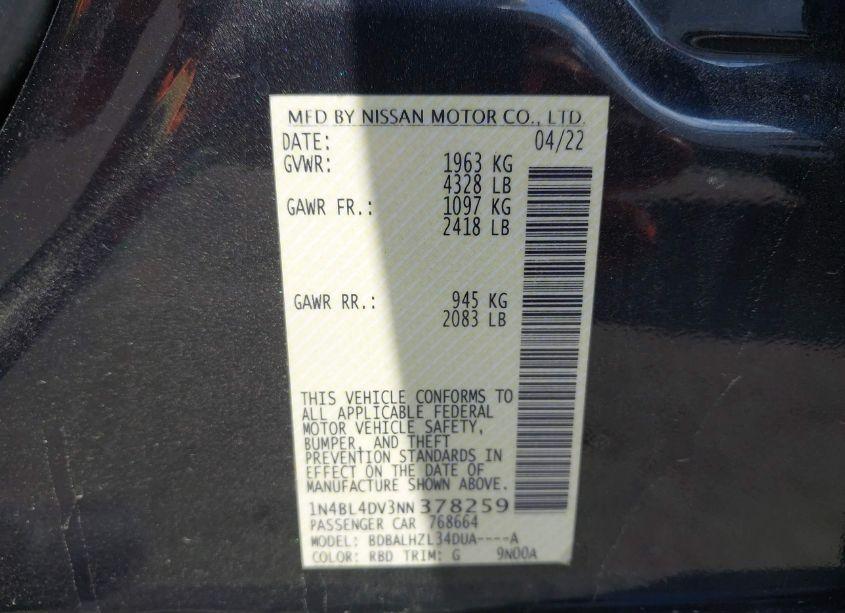 MFD BY NISSAN MOTOR CO., LTD.
DATE: 04/22
GVWR: 1963 KG
4328 LB
GAWR FR.: 1097 KG
2418 LB
GAWR RR.: 945 KG
2083 LB
THIS VEHICLE CONFORMS TO
ALL APPLICABLE FEDERAL
MOTOR VEHICLE SAFETY,
BUMPER, AND THEFT
PREVENTION STANDARDS IN
EFFECT ON THE DATE OF
MANUFACTURE SHOWN ABOVE.
1N4BL4DV3NN378259
PASSENGER CAR 768664
MODEL: BDBALHZL34DUA----A
COLOR: RBD TRIM: G 9N00A